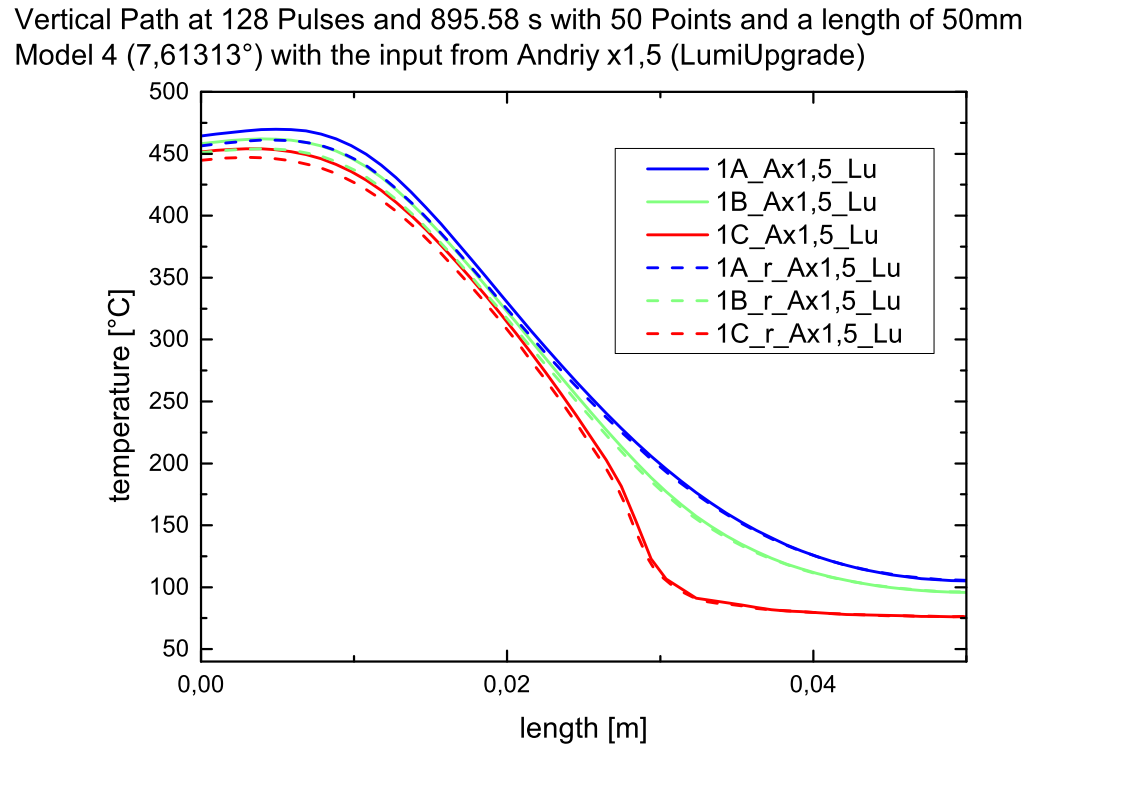 Vertical Path at 128 Pulses and 895.58 s with 50 Points and a length of 50mm
Model 4 (7,61313°) with the input from Andriy x1,5 (LumiUpgrade)
500
450
400
350
300
250
200
150
100
50
temperature [°C]
1A_Ax1,5_Lu
1B_Ax1,5_Lu
1C_Ax1,5_Lu
1A_r_Ax1,5_Lu
1B_r_Ax1,5_Lu
1C_r_Ax1,5_Lu
0,00
0,02
0,04
length [m]